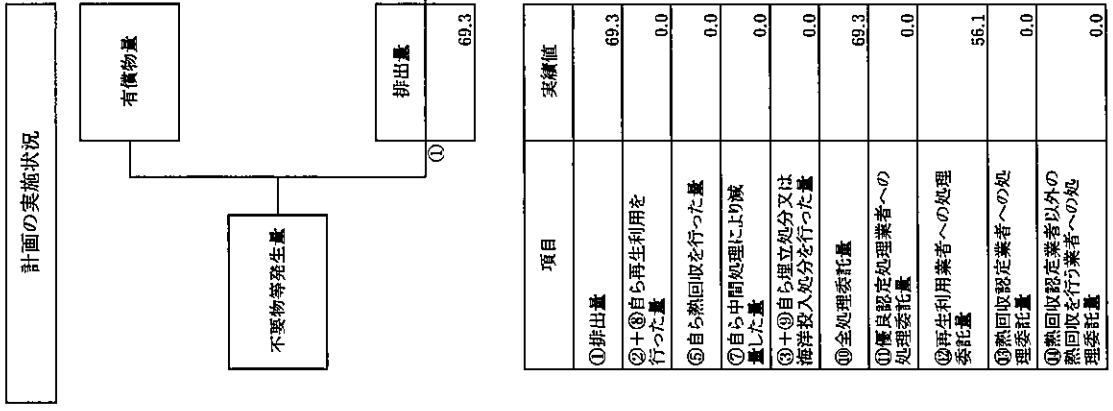 計画の実施状況
有償物量
不要物等発生量
①
排出量
69.3
項目
実績値
①排出量
69.3
②+⑧自ら再生利用を
行った量
0.0
⑤自ら熱回収を行った量
0.0
⑦自ら中間処理により減
量した量
0.0
③+⑨自ら埋立処分又は
海洋投入処分を行った量
0.0
⑩全処理委託量
69.3
⑪優良認定処理業者への
処理委託量
0.0
⑫再生利用業者への処理
委託量
56.1
⑬熱回収認定業者への処
理委託量
0.0
⑭熱回収認定業者以外の
熱回収を行う業者への処
理委託量
0.0